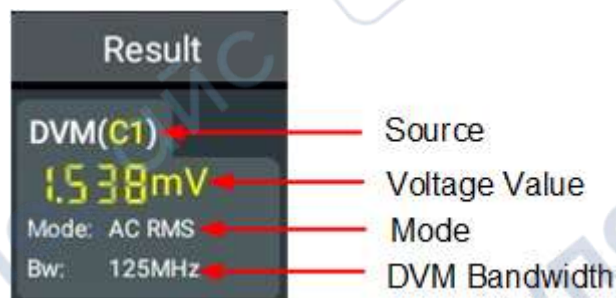 Result
DVM(C1) Source
1.538mV Voltage Value
Mode: AC RMS Mode
Bw: 125MHz DVM Bandwidth